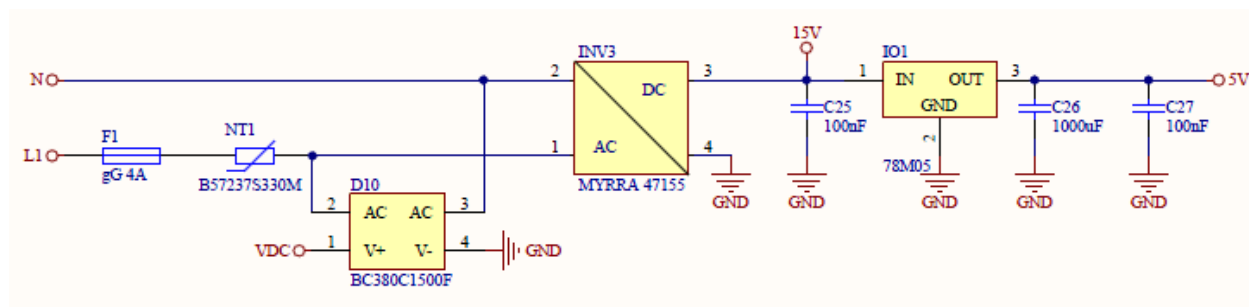 15V
INV3
IO1
N
2
3
1
IN
OUT
3
5V
DC
GND
C25
100nF
C26
1000uF
C27
100nF
F1
NT1
2
L1
1
AC
4
gG 4A
B57237S330M
D10
MYRRA 47155
78M05
GND
GND
GND
GND
GND
2
AC
AC
3
VDC
1
V+
V-
4
GND
BC380C1500F